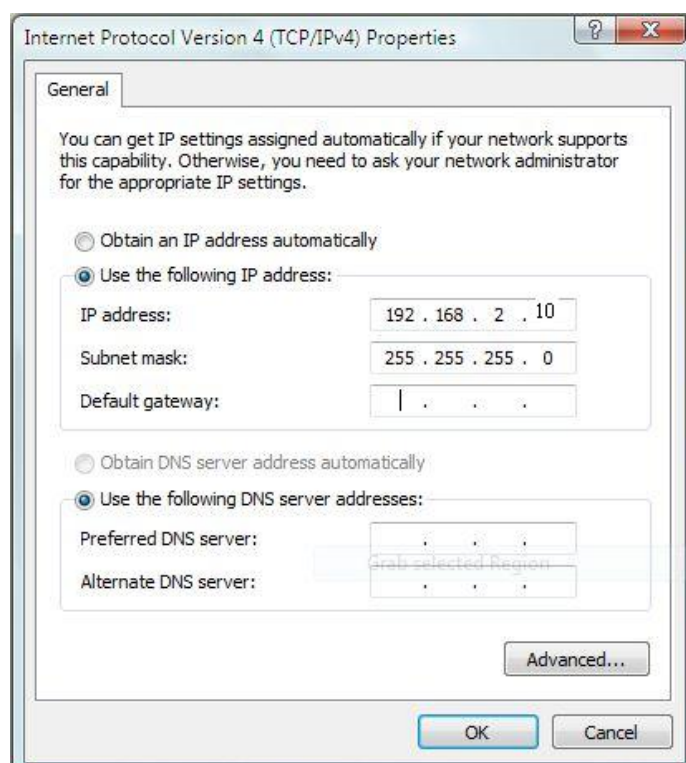 Internet Protocol Version 4 (TCP/IPv4) Properties
?
X
General
You can get IP settings assigned automatically if your network supports
this capability. Otherwise, you need to ask your network administrator
for the appropriate IP settings.
Obtain an IP address automatically
Use the following IP address:
IP address: 192 . 168 . 2 . 10
Subnet mask: 255 . 255 . 255 . 0
Default gateway: . . .
Obtain DNS server address automatically
Use the following DNS server addresses:
Preferred DNS server: . . .
Grab selected Region
Alternate DNS server: . . .
Advanced...
OK Cancel